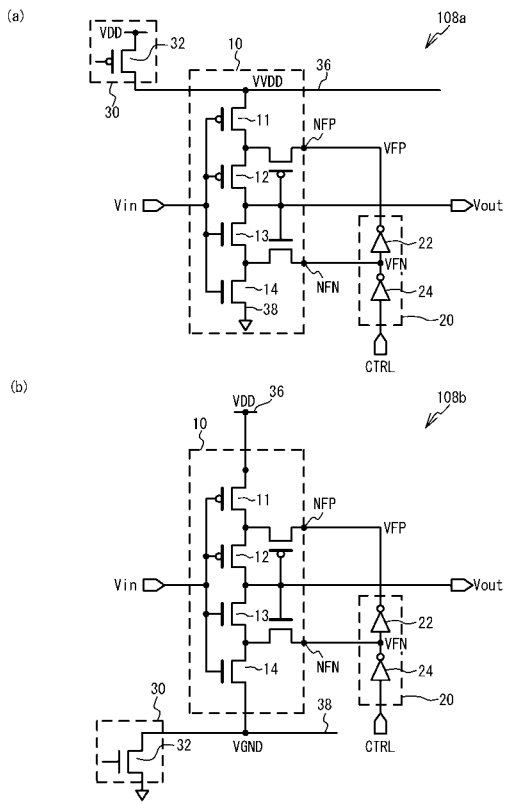 (a)
108a
VDD
32
30
10
36
VVDD
11
NFP
VFP
12
Vin
Vout
13
22
VFN
14
NFN
24
38
20
CTRL
(b)
108b
VDD
36
10
11
NFP
VFP
12
Vin
Vout
13
22
VFN
14
NFN
24
20
30
38
32
VGND
CTRL